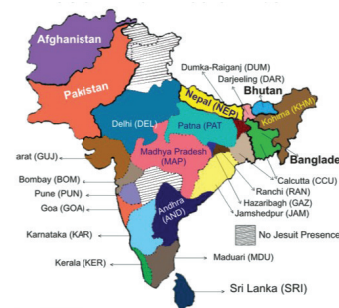 Afghanistan
Pakistan
Dumka-Raiganj (DUM)
Darjeeling (DAR)
Bhutan
Nepal (NEP)
Kohima (KHM)
Delhi (DEL)
Patna (PAT
Madhya Pradesh
(MAP)
Banglade
arat (GUJ)
Bombay (BOM)
Pune (PUN)
Goa (GOA)
Karnataka (KAR)
Kerala (KER)
Andhra
(AND)
Calcutta (CCU)
Ranchi (RAN)
Hazaribagh (GAZ)
Jamshedpur (JAM)
No Jesuit Presence
Maduari (MDU)
Sri Lanka (SRI)